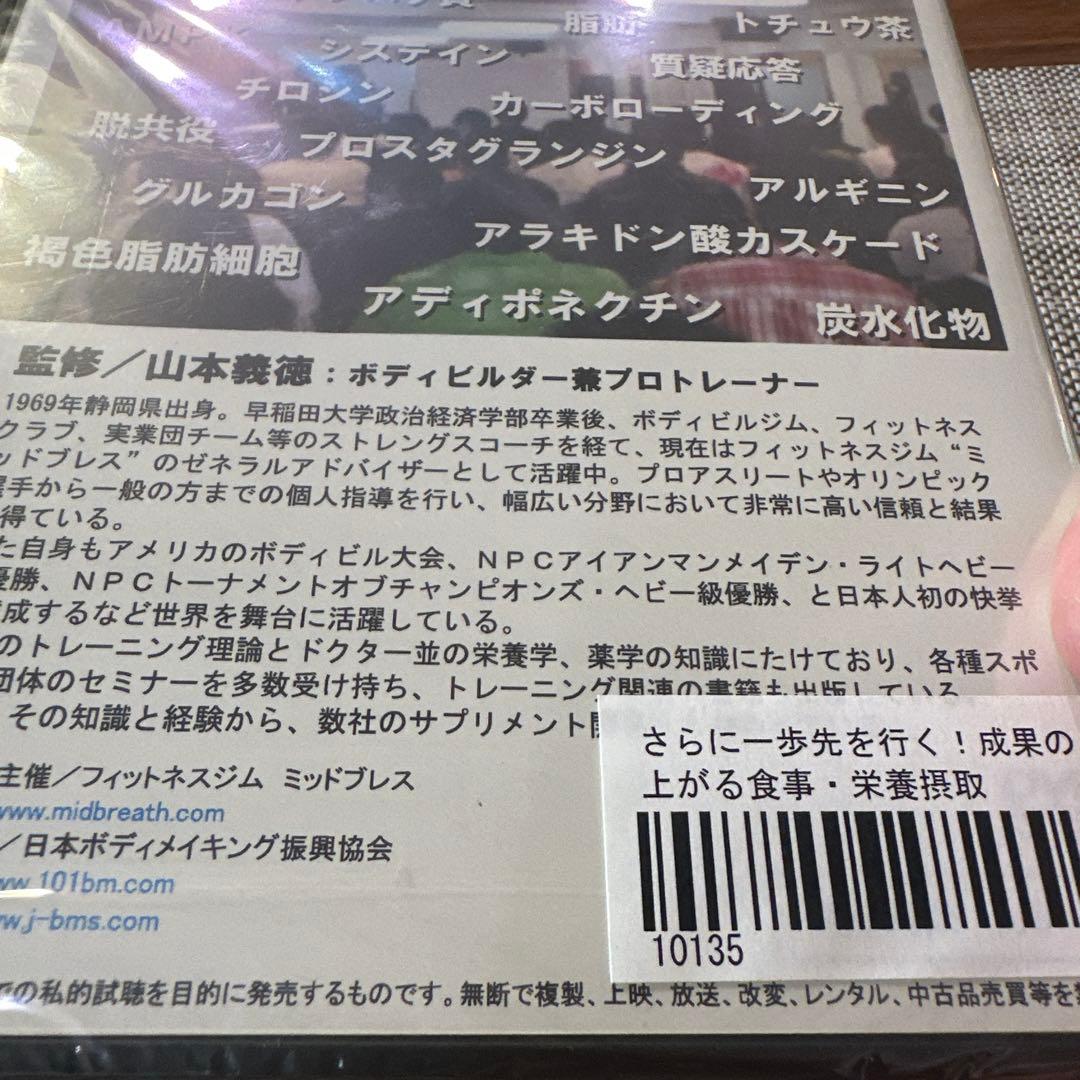 質
AMP
脂肪
トチュウ茶
システイン
質疑応答
チロシン
カーボローディング
脱共役
プロスタグランジン
グルカゴン
アルギニン
アラキドン酸カスケード
褐色脂肪細胞
アディポネクチン
炭水化物
監修／山本義徳：ボディビルダー兼プロトレーナー
1969年静岡県出身。早稲田大学政治経済学部卒業後、ボディビルジム、フィットネス
クラブ、実業団チーム等のストレングスコーチを経て、現在はフィットネスジム“ミ
ッドブレス”のゼネラルアドバイザーとして活躍中。プロアスリートやオリンピック
選手から一般の方までの個人指導を行い、幅広い分野において非常に高い信頼と結果
得ている。
た自身もアメリカのボディビル大会、ＮＰＣアイアンマンメイデン・ライトヘビー
優勝、ＮＰＣトーナメントオブチャンピオンズ・ヘビー級優勝、と日本人初の快挙
成するなど世界を舞台に活躍している。
のトレーニング理論とドクター並の栄養学、薬学の知識にたけており、各種スポ
団体のセミナーを多数受け持ち、トレーニング関連の書籍も出版している。
その知識と経験から、数社のサプリメント開
主催／フィットネスジム ミッドブレス
www.midbreath.com
／日本ボディメイキング振興協会
ww.101bm.com
w.j-bms.com
での私的試聴を目的に発売するものです。無断で複製、上映、放送、改変、レンタル、中古品売買等を
さらに一歩先を行く！成果の
上がる食事・栄養摂取
10135